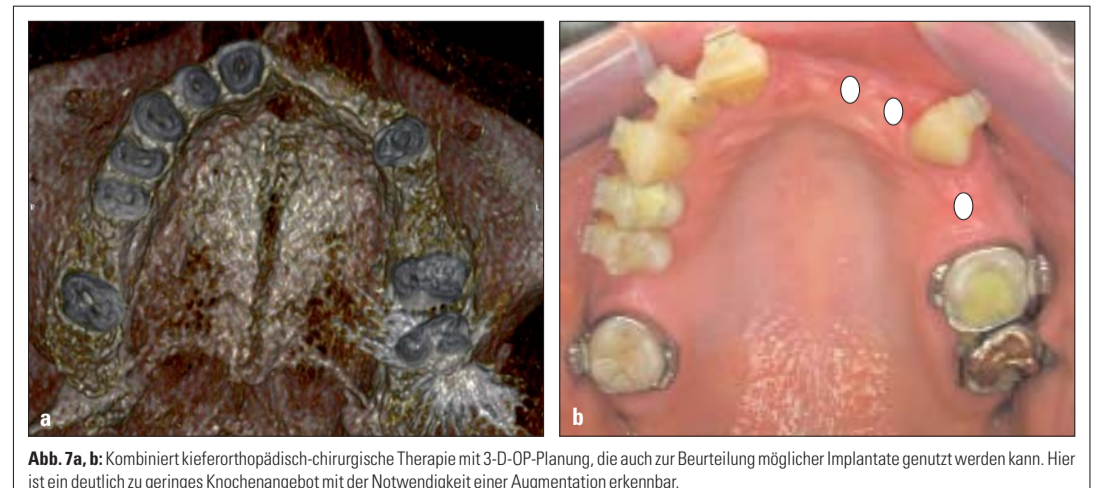 a
b
Abb. 7a, b: Kombiniert kieferorthopädisch-chirurgische Therapie mit 3-D-OP-Planung, die auch zur Beurteilung möglicher Implantate genutzt werden kann. Hier
ist ein deutlich zu geringes Knochenangebot mit der Notwendigkeit einer Augmentation erkennbar.